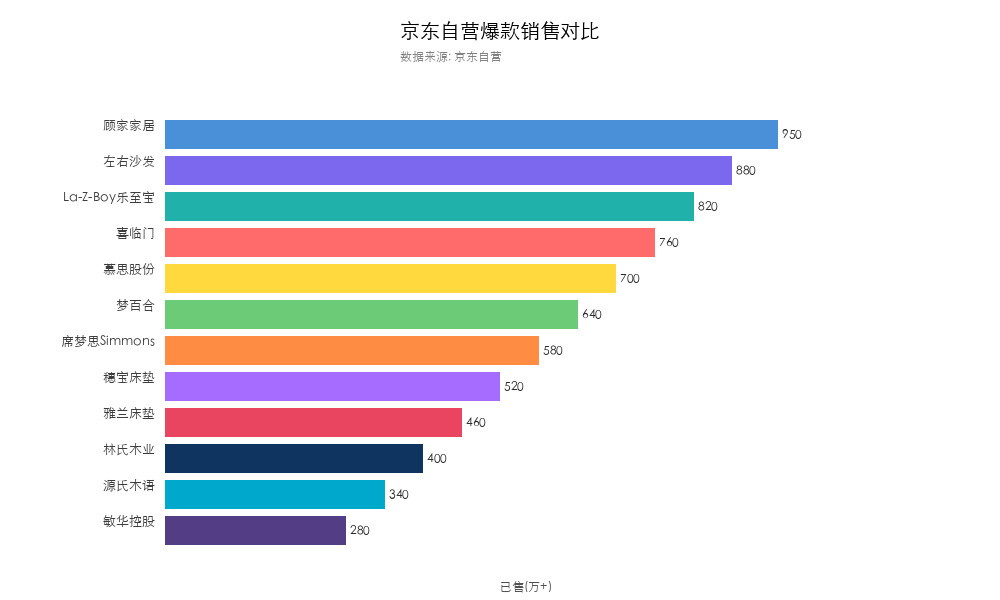 京东自营爆款销售对比
数据来源: 京东自营
顾家家居 950
左右沙发 880
La-Z-Boy乐至宝 820
喜临门 760
慕思股份 700
梦百合 640
席梦思Simmons 580
穗宝床垫 520
雅兰床垫 460
林氏木业 400
源氏木语 340
敏华控股 280
已售(万+)